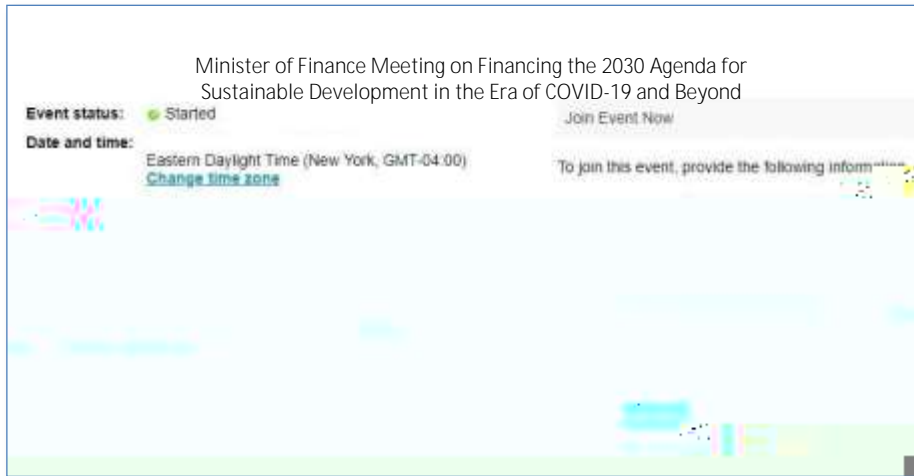 Minister of Finance Meeting on Financing the 2030 Agenda for
Sustainable Development in the Era of COVID-19 and Beyond
Event status: Started
Join Event Now
Date and time:
Eastern Daylight Time (New York, GMT-04:00)
Change time zone
To join this event, provide the following